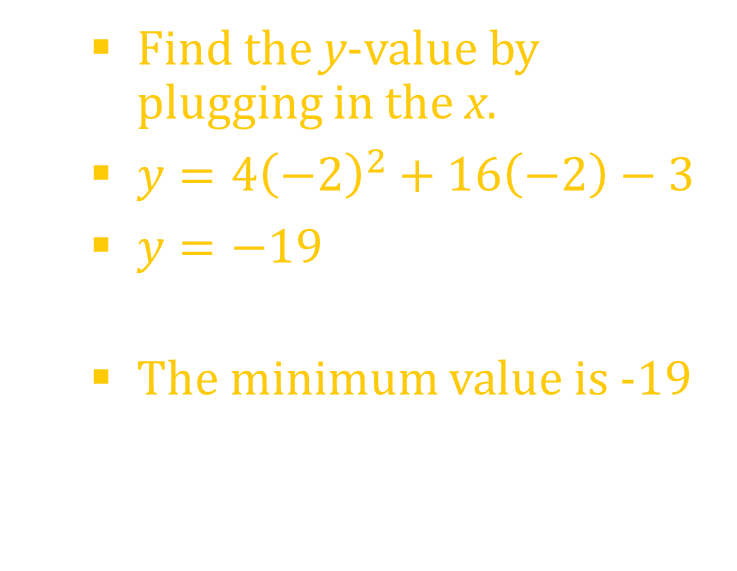 ▪ Find the y-value by
plugging in the x.
▪ y = 4(−2)² + 16(−2) − 3
▪ y = −19
▪ The minimum value is -19